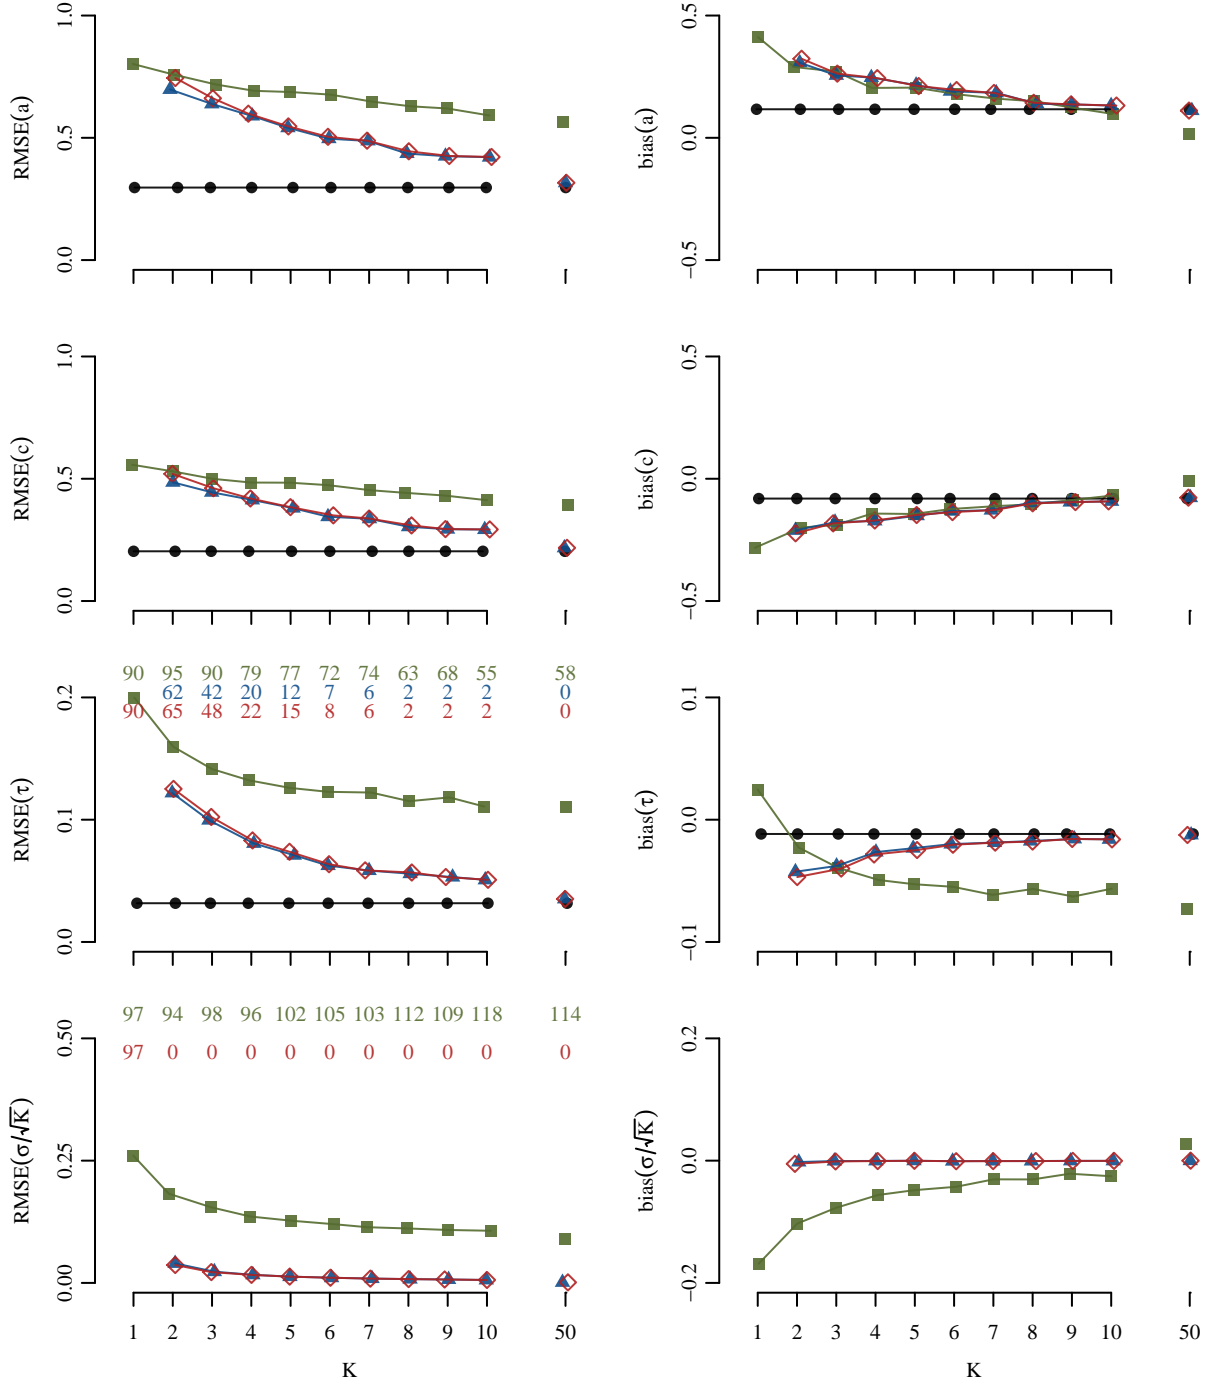 RMSE(a)
0.0 0.5 1.0
bias(a)
−0.5 0.0 0.5
RMSE(c)
0.0 0.5 1.0
bias(c)
−0.5 0.0 0.5
90 95 90 79 77 72 74 63 68 55 58
62 42 20 12 7 6 2 2 2 0
90 65 48 22 15 8 6 2 2 2 0
RMSE(τ)
0.0 0.1 0.2
bias(τ)
−0.1 0.0 0.1
97 94 98 96 102 105 103 112 109 118 114
97 0 0 0 0 0 0 0 0 0 0
RMSE(σ/√K)
0.00 0.25 0.50
1 2 3 4 5 6 7 8 9 10 50
K
bias(σ/√K)
−0.2 0.0 0.2
1 2 3 4 5 6 7 8 9 10 50
K